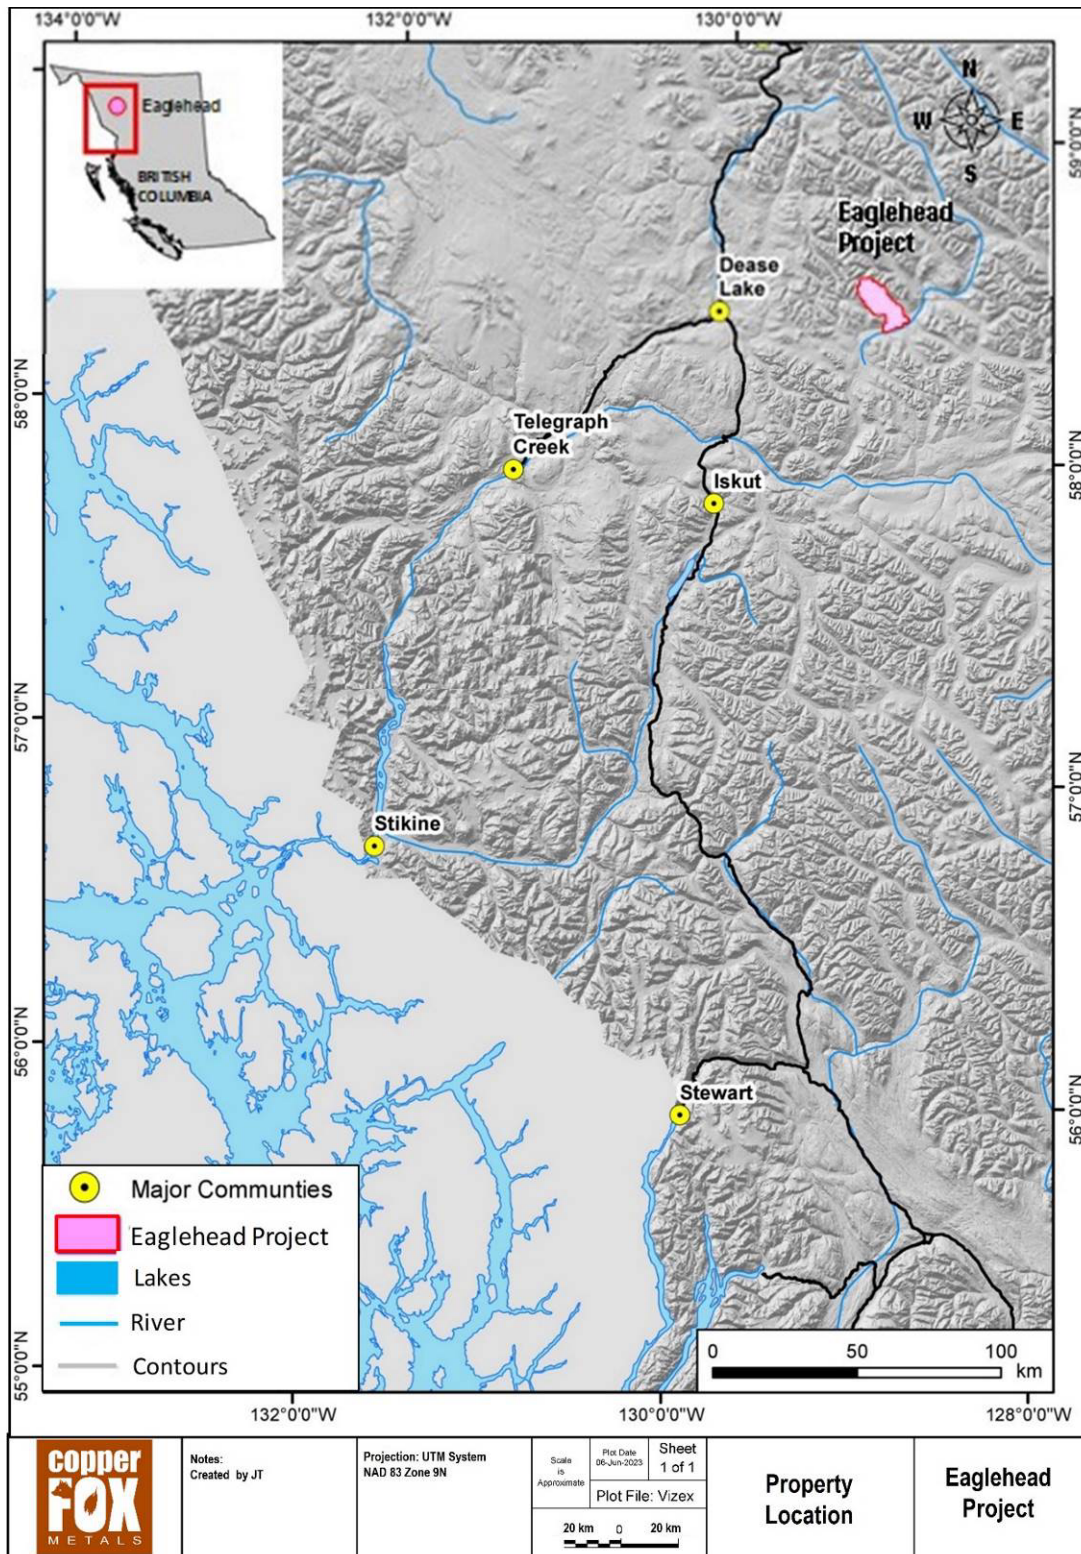 134°0'0"W
132°0'0"W
130°0'0"W
Eaglehead
BRITISH
COLUMBIA
N
W
E
S
59°0'0"N
Eaglehead
Project
Dease
Lake
58°0'0"N
Telegraph
Creek
58°0'0"N
Iskut
57°0'0"N
57°0'0"N
Stikine
56°0'0"N
56°0'0"N
Stewart
Major Communties
Eaglehead Project
Lakes
River
Contours
0 50 100
km
55°0'0"N
132°0'0"W
130°0'0"W
128°0'0"W
copper
FOX
METALS
Notes:
Created by JT
Projection: UTM System
NAD 83 Zone 9N
Scale
is
Approximate
Plot Date
06-Jun-2023
Sheet
1 of 1
Plot File: Vizex
20 km 0 20 km
Property
Location
Eaglehead
Project